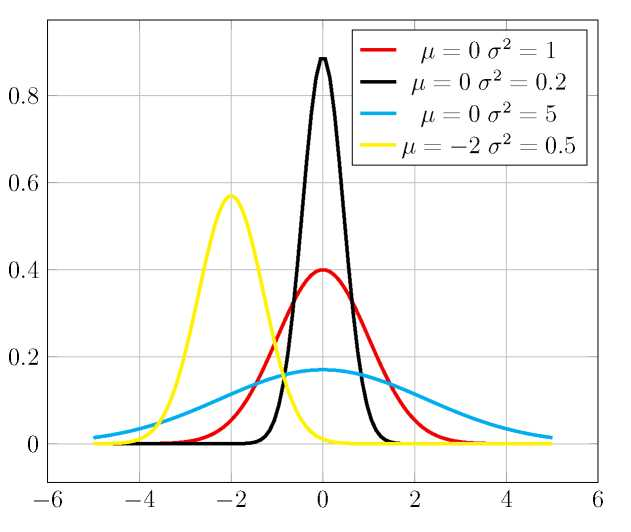 μ = 0 σ² = 1
μ = 0 σ² = 0.2
μ = 0 σ² = 5
μ = −2 σ² = 0.5
0.8
0.6
0.4
0.2
0
−6 −4 −2 0 2 4 6